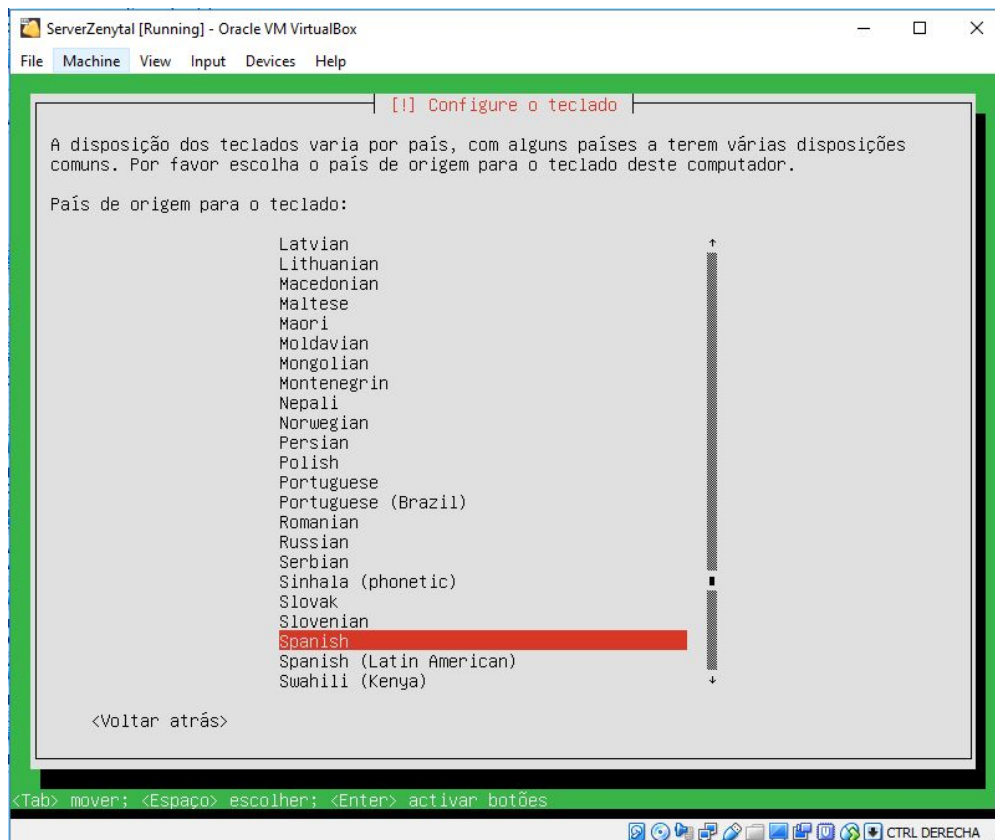 ServerZenytal [Running] - Oracle VM VirtualBox
File Machine View Input Devices Help
[!] Configure o teclado
A disposição dos teclados varia por país, com alguns países a terem várias disposições
comuns. Por favor escolha o país de origem para o teclado deste computador.
País de origem para o teclado:
Latvian
Lithuanian
Macedonian
Maltese
Maori
Moldavian
Mongolian
Montenegrin
Nepali
Norwegian
Persian
Polish
Portuguese
Portuguese (Brazil)
Romanian
Russian
Serbian
Sinhala (phonetic)
Slovak
Slovenian
Spanish
Spanish (Latin American)
Swahili (Kenya)
<Voltar atrás>
<Tab> mover; <Espaço> escolher; <Enter> activar botões
CTRL DERECHA